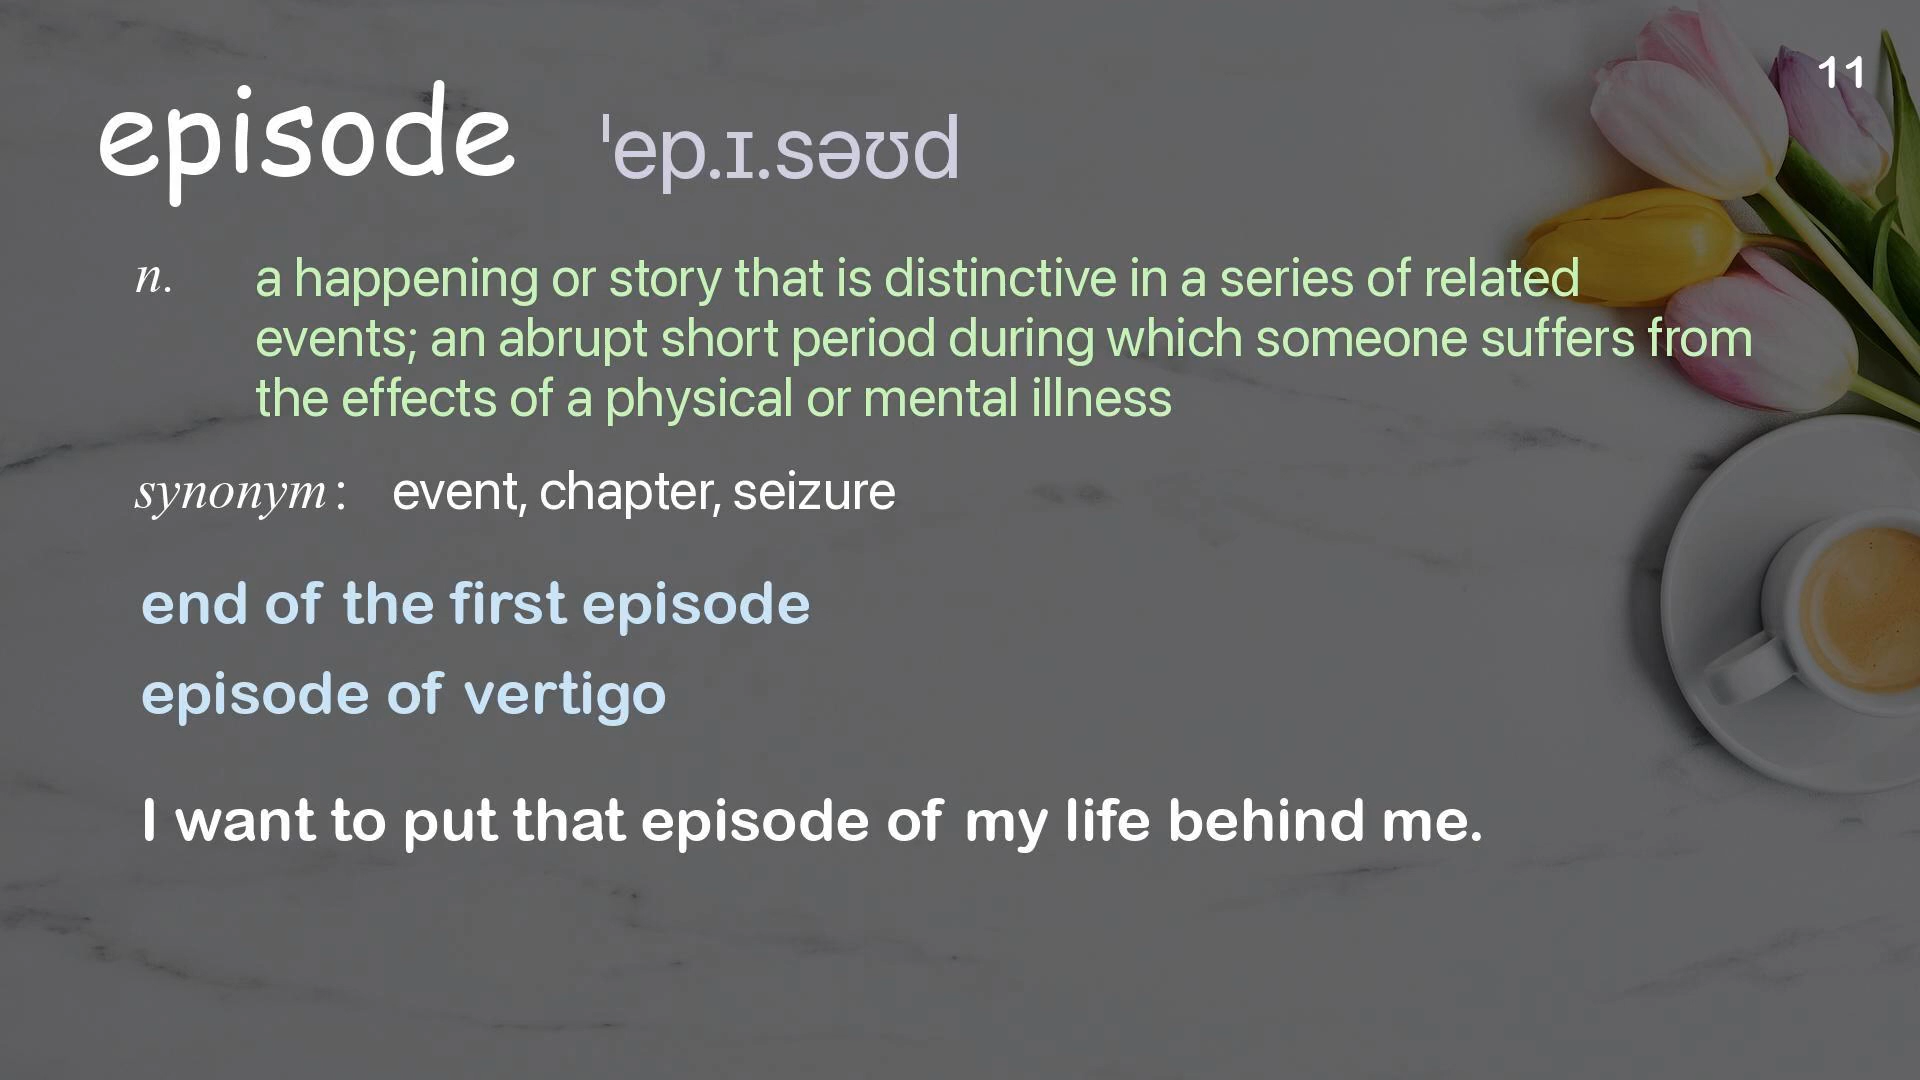 11
episode ˈep.ɪ.səʊd
n. a happening or story that is distinctive in a series of related
events; an abrupt short period during which someone suffers from
the effects of a physical or mental illness
synonym: event, chapter, seizure
end of the first episode
episode of vertigo
I want to put that episode of my life behind me.